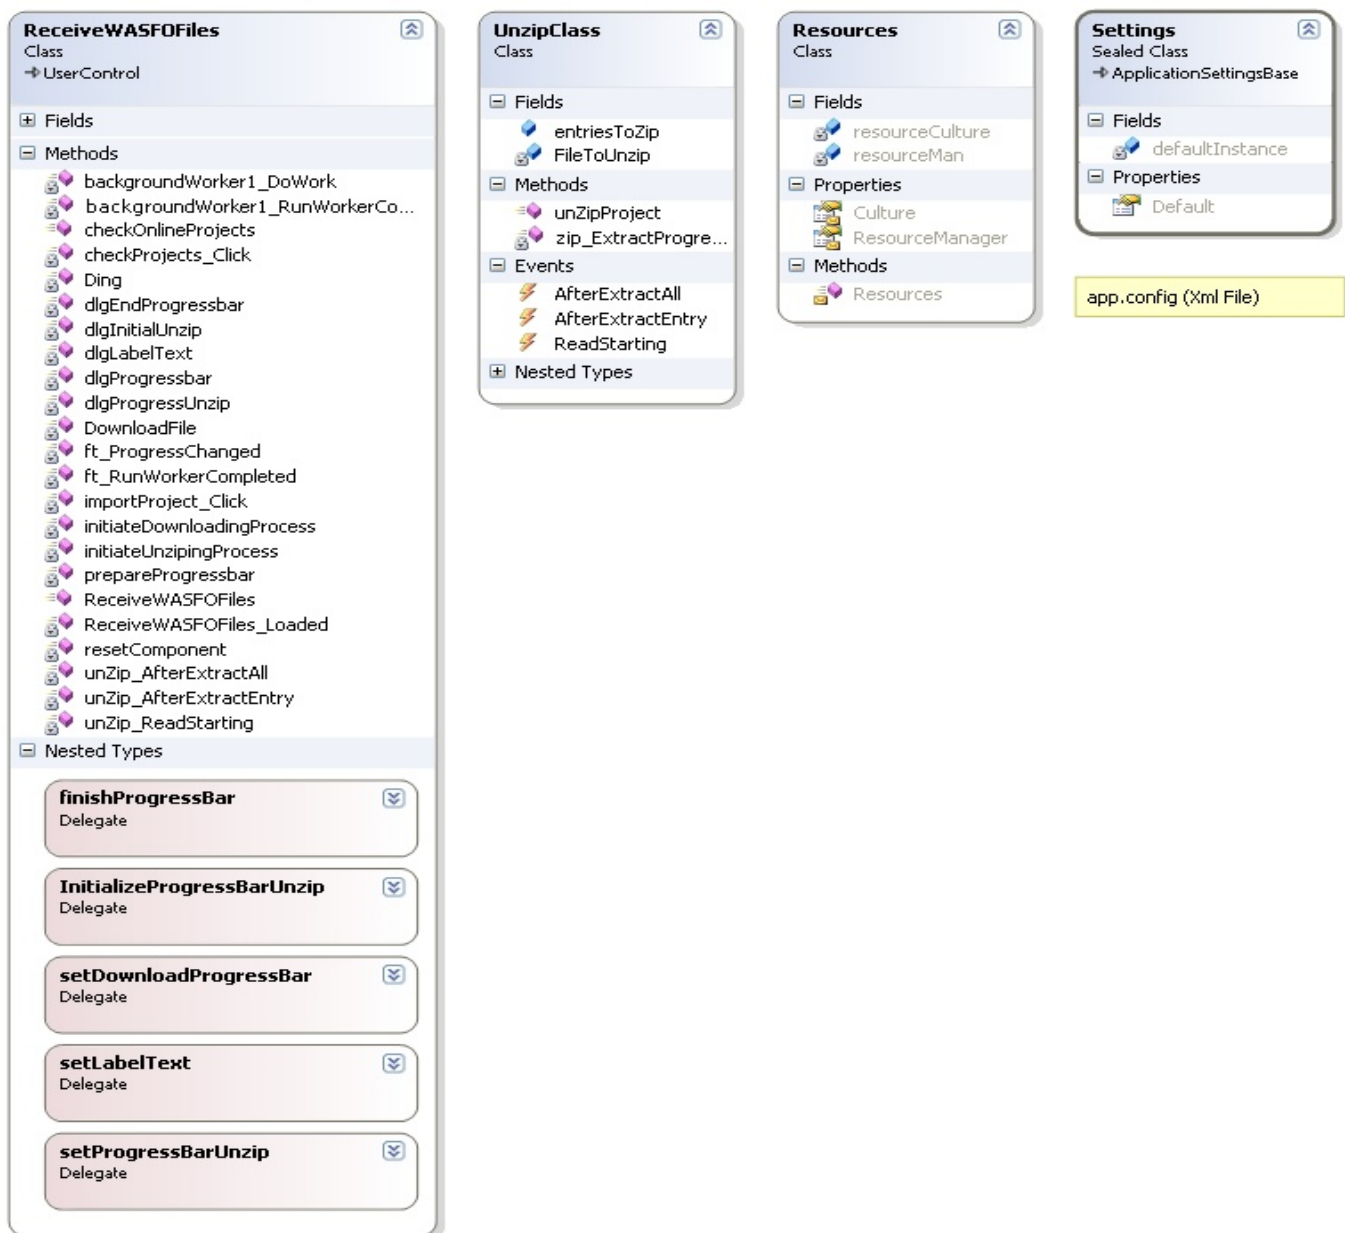 ReceiveWASFOFiles
Class
UserControl
Fields
Methods
backgroundWorker1_DoWork
backgroundWorker1_RunWorkerCo...
checkOnlineProjects
checkProjects_Click
Ding
dlgEndProgressbar
dlgInitialUnzip
dlgLabelText
dlgProgressbar
dlgProgressUnzip
DownloadFile
ft_ProgressChanged
ft_RunWorkerCompleted
importProject_Click
initiateDownloadingProcess
initiateUnzipingProcess
prepareProgressbar
ReceiveWASFOFiles
ReceiveWASFOFiles_Loaded
resetComponent
unZip_AfterExtractAll
unZip_AfterExtractEntry
unZip_ReadStarting
Nested Types
finishProgressBar
Delegate
InitializeProgressBarUnzip
Delegate
setDownloadProgressBar
Delegate
setLabelText
Delegate
setProgressBarUnzip
Delegate
UnzipClass
Class
Fields
entriesToZip
FileToUnzip
Methods
unZipProject
zip_ExtractProgre...
Events
AfterExtractAll
AfterExtractEntry
ReadStarting
Nested Types
Resources
Class
Fields
resourceCulture
resourceMan
Properties
Culture
ResourceManager
Methods
Resources
Settings
Sealed Class
ApplicationSettingsBase
Fields
defaultInstance
Properties
Default
app.config (Xml File)